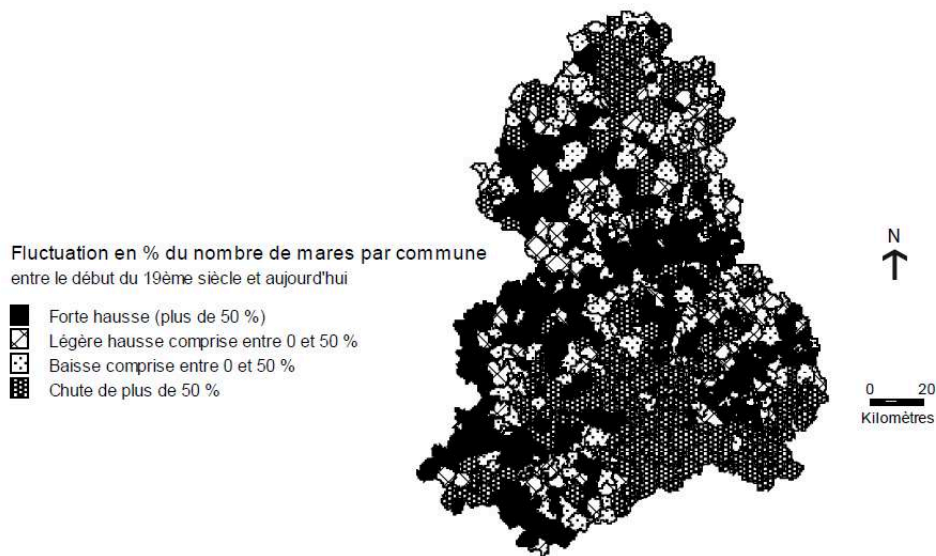 Fluctuation en % du nombre de mares par commune
entre le début du 19ème siècle et aujourd'hui
Forte hausse (plus de 50 %)
Légère hausse comprise entre 0 et 50 %
Baisse comprise entre 0 et 50 %
Chute de plus de 50 %
N
0 20
Kilomètres